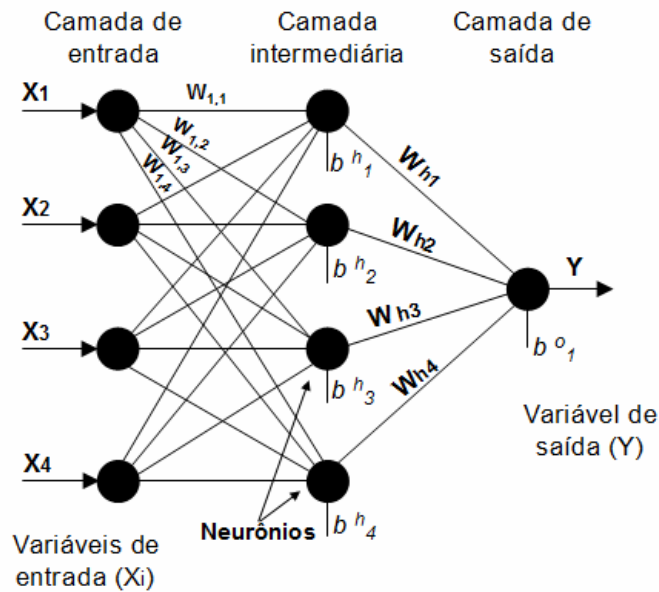 Camada de entrada
Camada intermediária
Camada de saída
X1
W1,1
W1,2
W1,3
W1,4
b h1
Wh1
X2
b h2
Wh2
Y
X3
b h3
Wh3
b o1
Wh4
Variável de saída (Y)
X4
b h4
Neurônios
Variáveis de entrada (Xi)